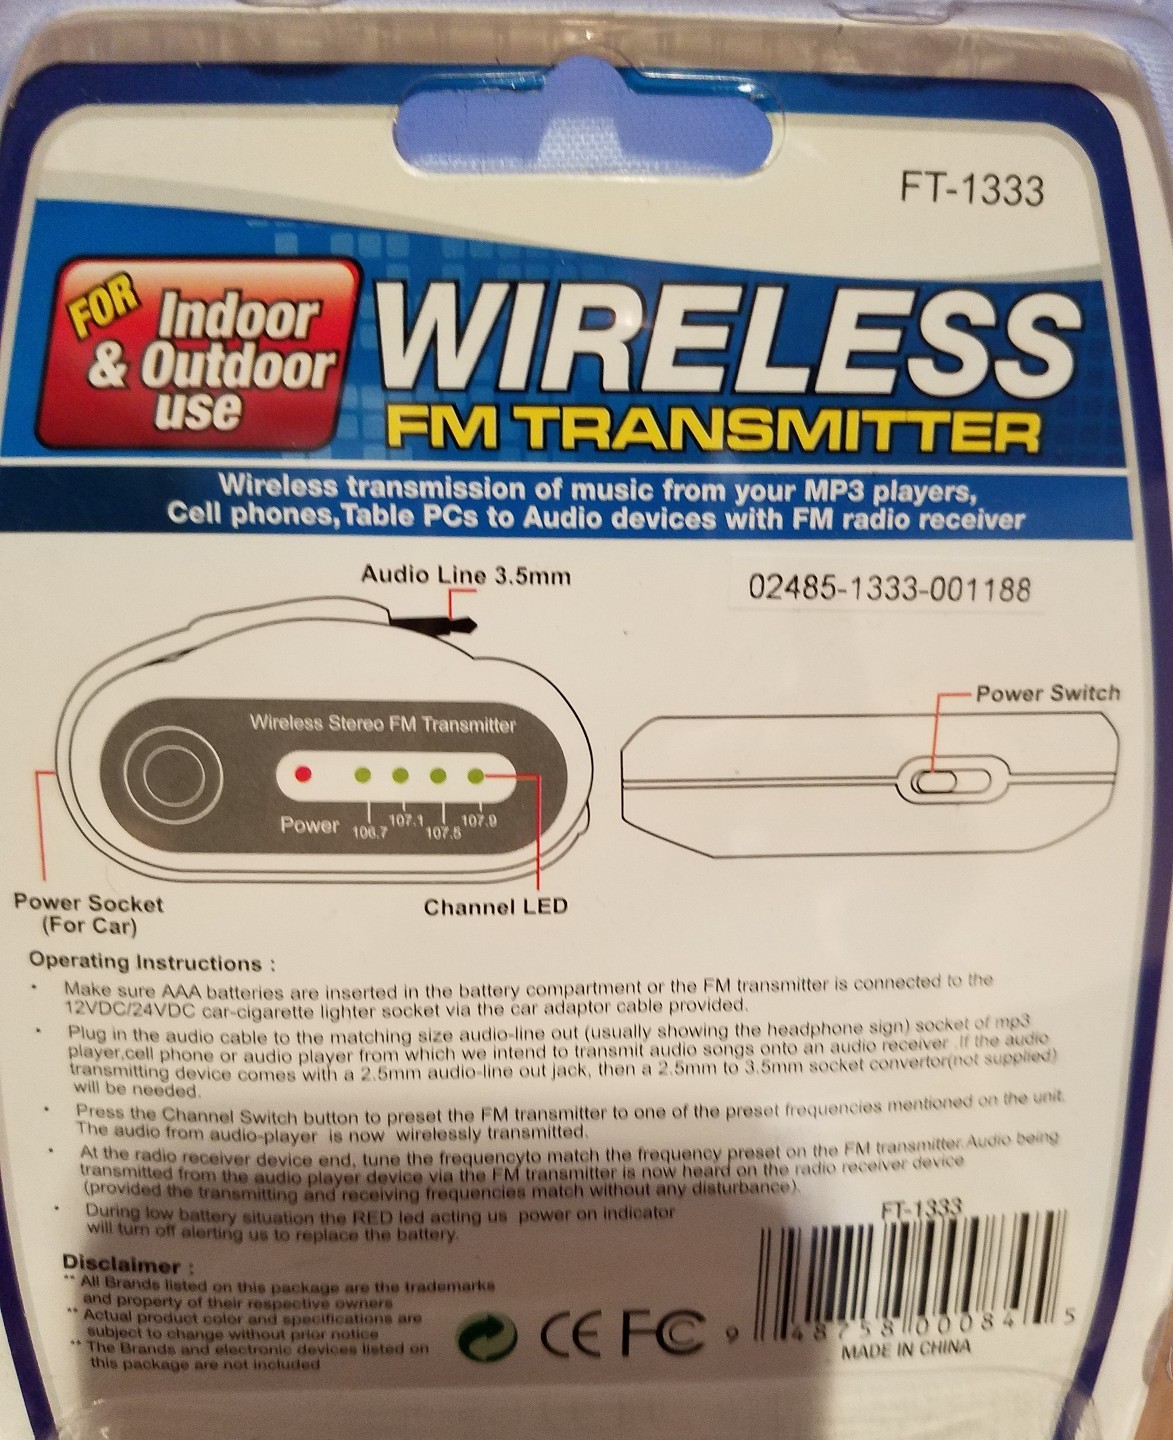 FT-1333
FOR
Indoor
& Outdoor
use
WIRELESS
FM TRANSMITTER
Wireless transmission of music from your MP3 players,
Cell phones,Table PCs to Audio devices with FM radio receiver
Audio Line 3.5mm
02485-1333-001188
Power Switch
Wireless Stereo FM Transmitter
Power
106.7
107.1
107.5
107.9
Power Socket
(For Car)
Channel LED
Operating Instructions :
• Make sure AAA batteries are inserted in the battery compartment or the FM transmitter is connected to the
12VDC/24VDC car-cigarette lighter socket via the car adaptor cable provided.
• Plug in the audio cable to the matching size audio-line out (usually showing the headphone sign) socket of mp3
player,cell phone or audio player from which we intend to transmit audio songs onto an audio receiver .If the audio
transmitting device comes with a 2.5mm audio-line out jack, then a 2.5mm to 3.5mm socket convertor(not supplied)
will be needed.
• Press the Channel Switch button to preset the FM transmitter to one of the preset frequencies mentioned on the unit.
The audio from audio-player is now wirelessly transmitted.
• At the radio receiver device end, tune the frequencyto match the frequency preset on the FM transmitter.Audio being
transmitted from the audio player device via the FM transmitter is now heard on the radio receiver device
(provided the transmitting and receiving frequencies match without any disturbance).
• During low battery situation the RED led acting us power on indicator
will turn off alerting us to replace the battery.
Disclaimer :
** All Brands listed on this package are the trademarks
and property of their respective owners
** Actual product color and specifications are
subject to change without prior notice
** The Brands and electronic devices listed on
this package are not included
CE FC
FT-1333
9 48758 00084 5
MADE IN CHINA